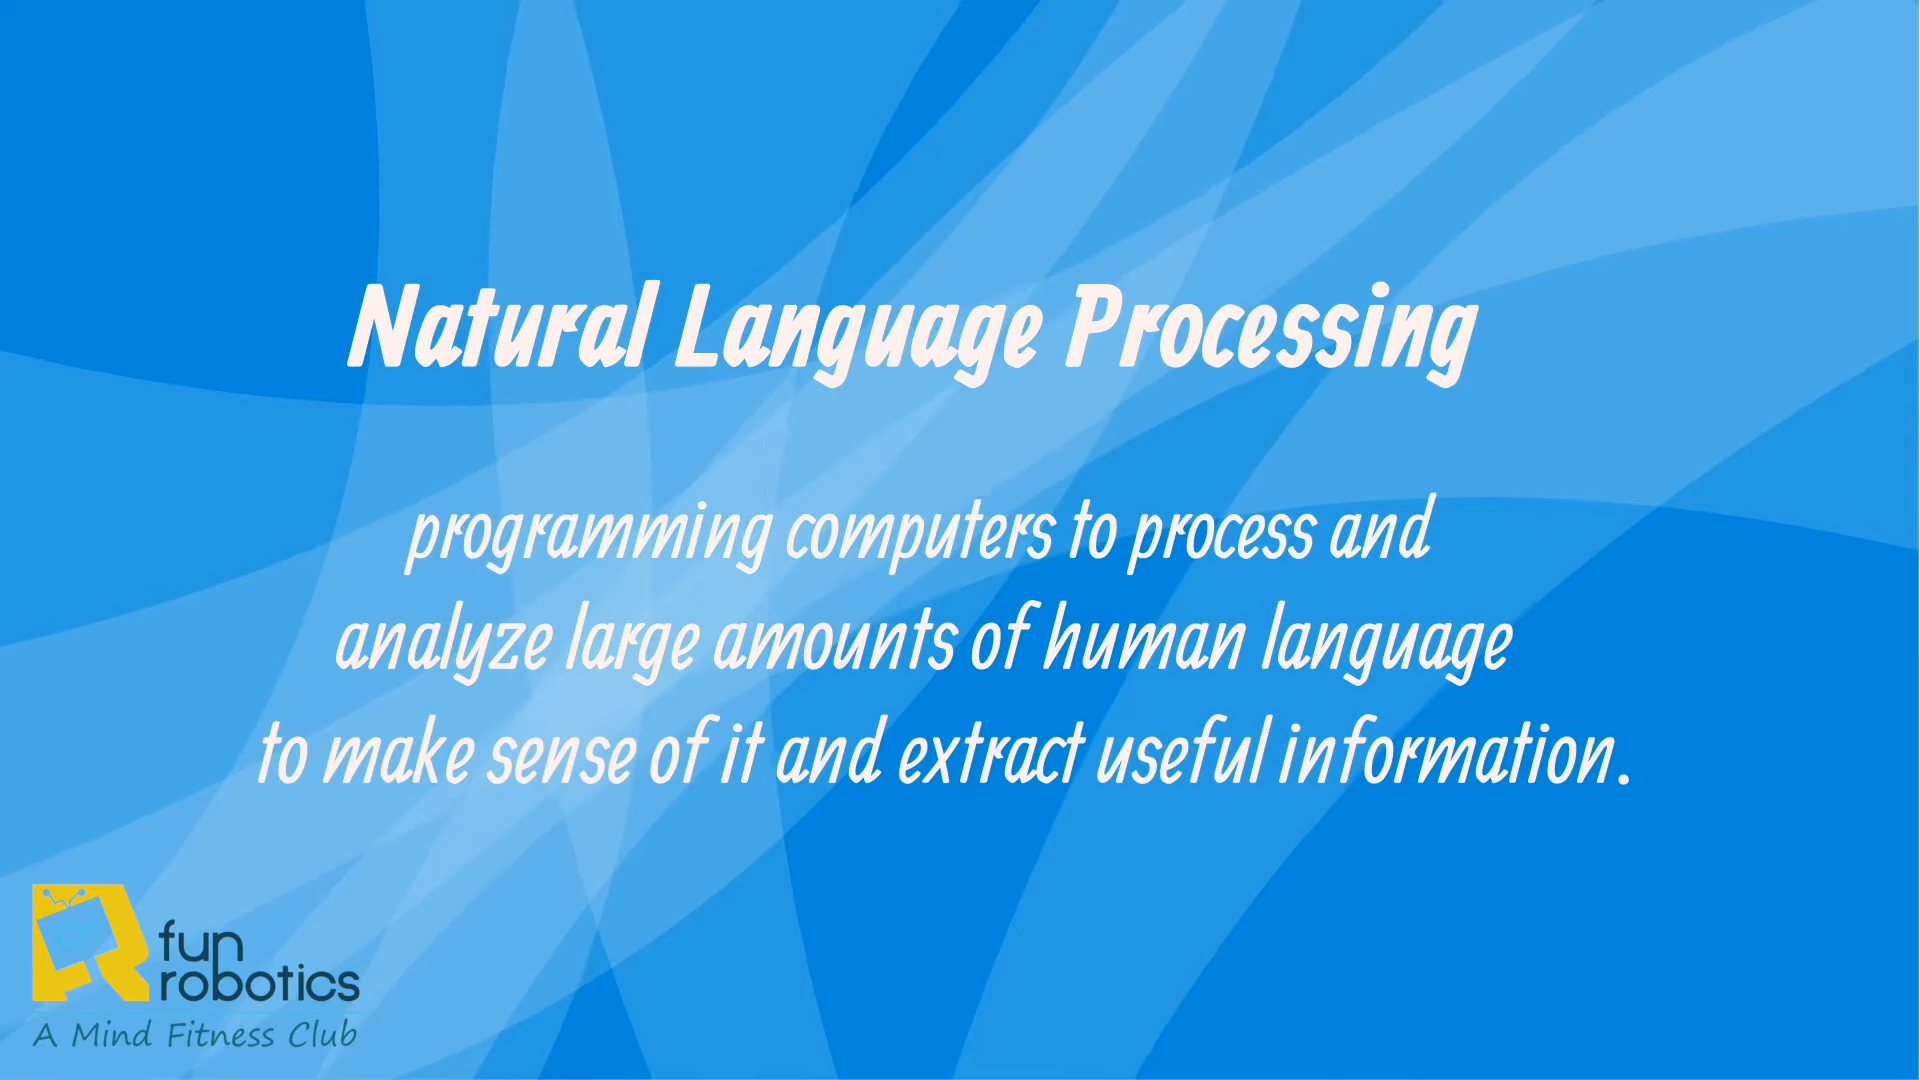 Natural Language Processing
programming computers to process and
analyze large amounts of human language
to make sense of it and extract useful information.
fun
robotics
A Mind Fitness Club